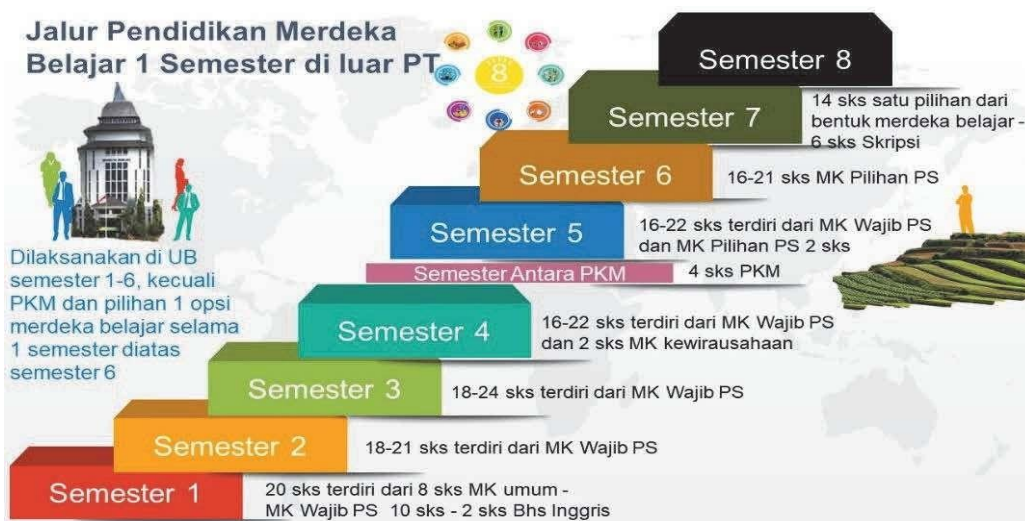 Jalur Pendidikan Merdeka
Belajar 1 Semester di luar PT
8
Semester 8
Semester 7
14 sks satu pilihan dari
bentuk merdeka belajar -
6 sks Skripsi
Semester 6
16-21 sks MK Pilihan PS
Semester 5
16-22 sks terdiri dari MK Wajib PS
dan MK Pilihan PS 2 sks
Semester Antara PKM
4 sks PKM
Dilaksanakan di UB
semester 1-6, kecuali
PKM dan pilihan 1 opsi
merdeka belajar selama
1 semester diatas
semester 6
Semester 4
16-22 sks terdiri dari MK Wajib PS
dan 2 sks MK kewirausahaan
Semester 3
18-24 sks terdiri dari MK Wajib PS
Semester 2
18-21 sks terdiri dari MK Wajib PS
Semester 1
20 sks terdiri dari 8 sks MK umum -
MK Wajib PS 10 sks - 2 sks Bhs Inggris